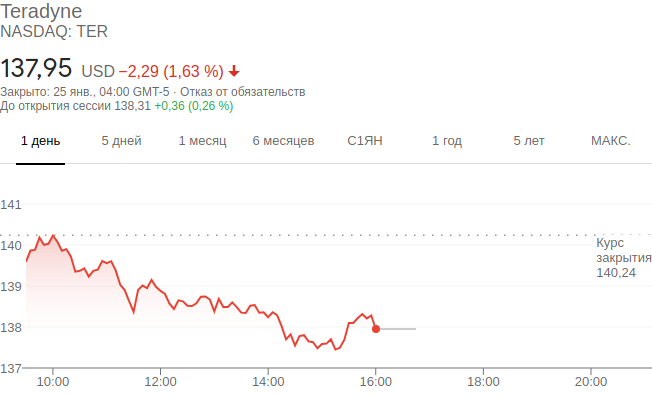 Teradyne
NASDAQ: TER
137,95 USD −2,29 (1,63 %)
Закрыто: 25 янв., 04:00 GMT-5 · Отказ от обязательств
До открытия сессии 138,31 +0,36 (0,26 %)
1 день 5 дней 1 месяц 6 месяцев С1ЯН 1 год 5 лет МАКС.
141
140
139
138
137
Курс
закрытия
140,24
10:00 12:00 14:00 16:00 18:00 20:00